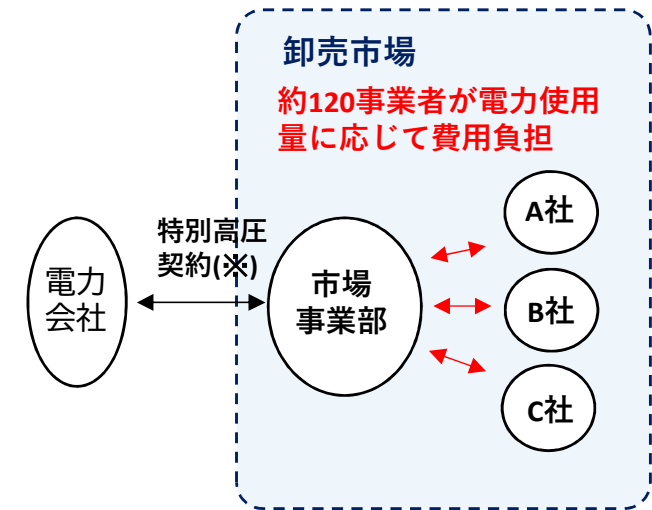 卸売市場
約120事業者が電力使用
量に応じて費用負担
A社
特別高圧
契約(※)
電力
会社
市場
事業部
B社
C社